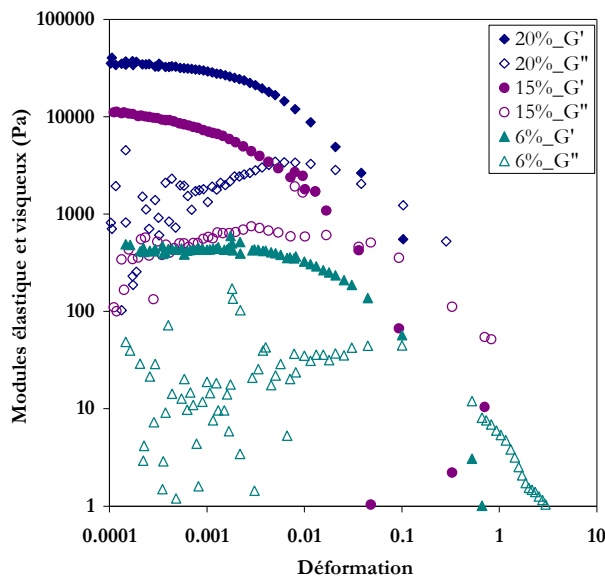 100000
10000
1000
100
10
1
Modules élastique et visqueux (Pa)
0.0001
0.001
0.01
0.1
1
10
Déformation
20%_G'
20%_G"
15%_G'
15%_G"
6%_G'
6%_G"